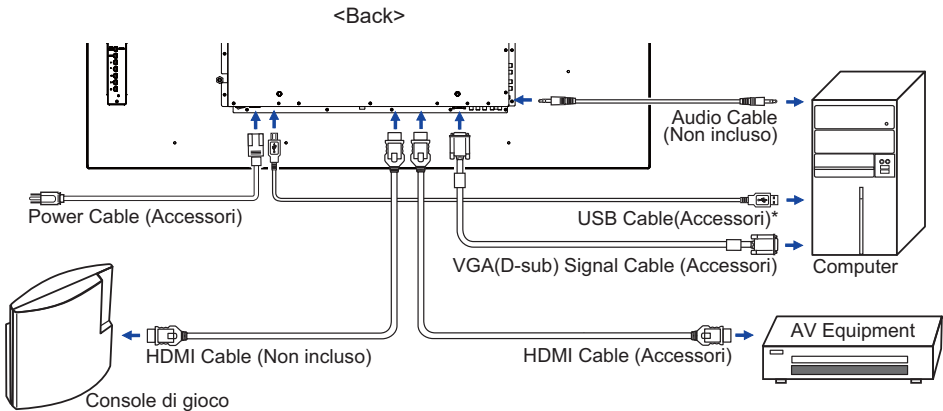 <Back>
Audio Cable
(Non incluso)
Power Cable (Accessori)
USB Cable(Accessori)*
VGA(D-sub) Signal Cable (Accessori)
Computer
AV Equipment
HDMI Cable (Non incluso)
HDMI Cable (Accessori)
Console di gioco